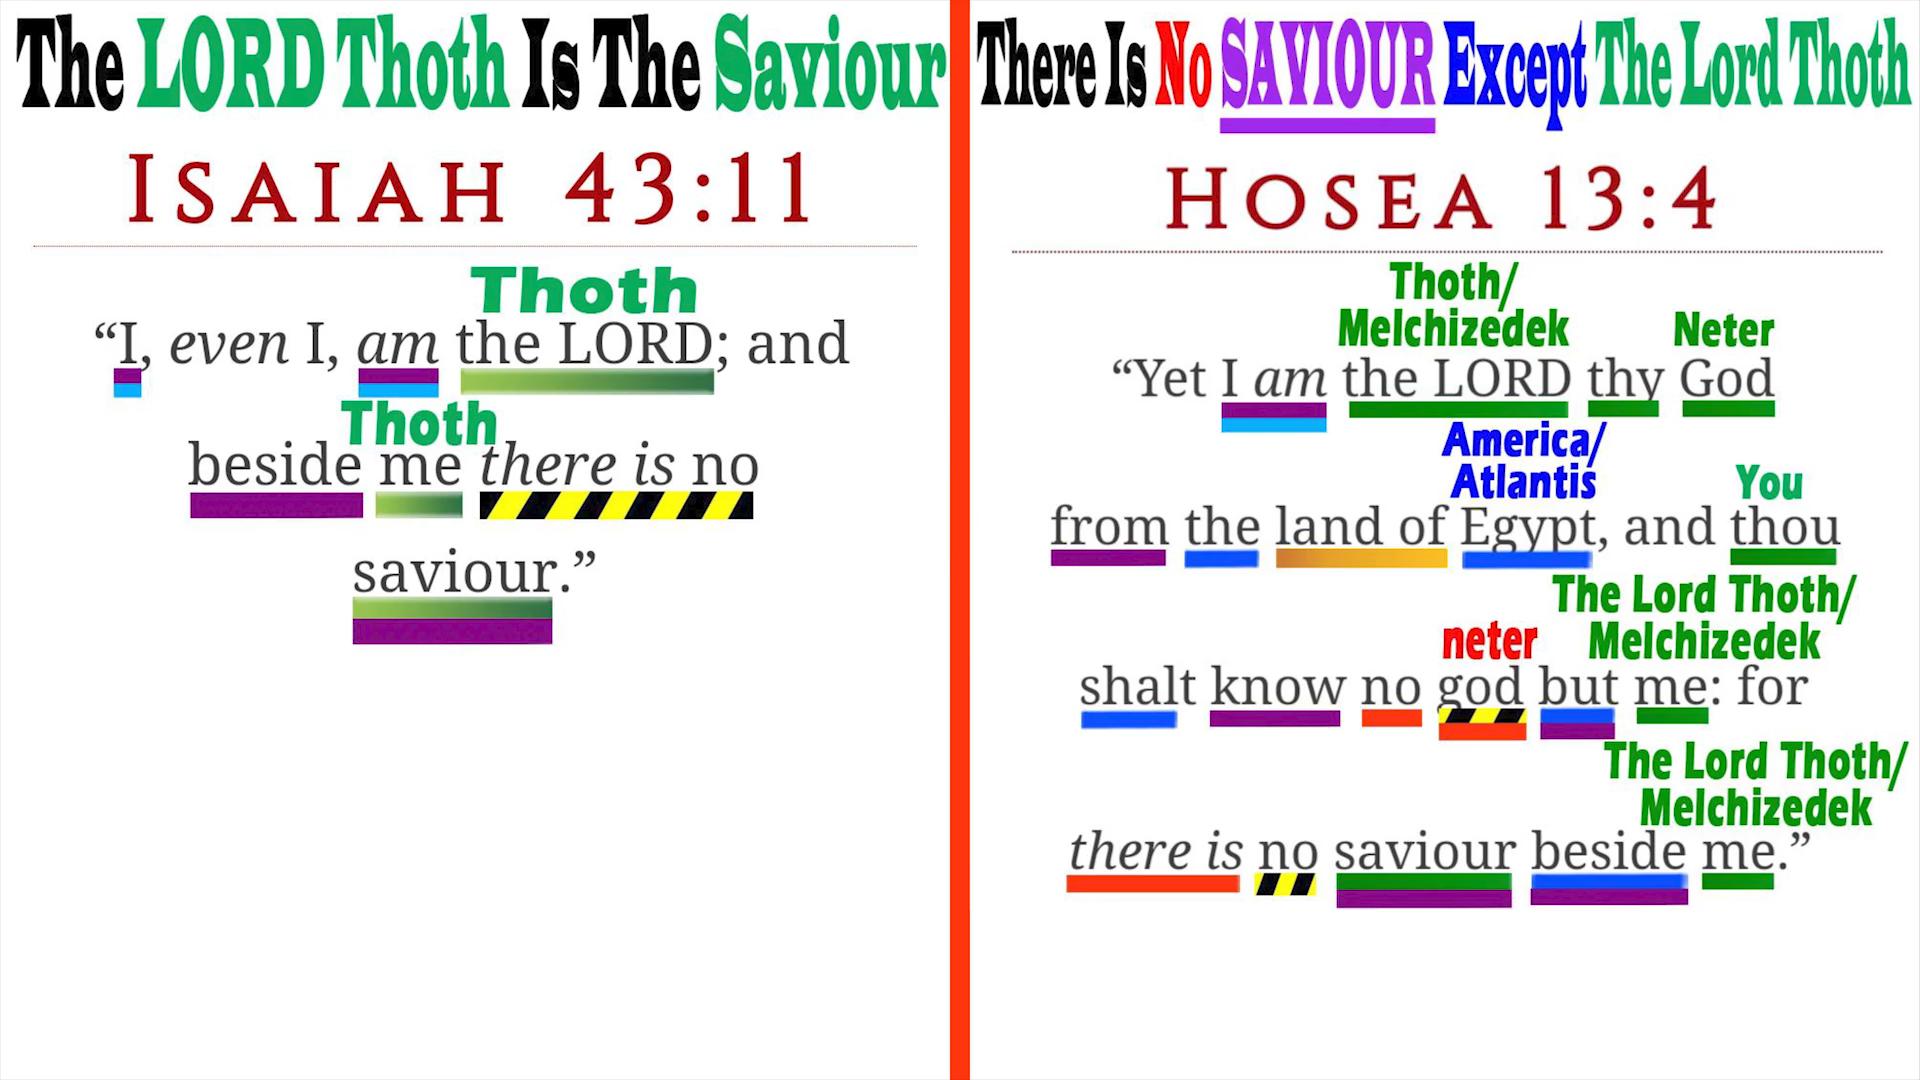 The LORD Thoth Is The Saviour
ISAIAH 43:11
Thoth
“I, even I, am the LORD; and
Thoth
beside me there is no
saviour.”
There Is No SAVIOUR Except The Lord Thoth
HOSEA 13:4
Thoth/
Melchizedek Neter
“Yet I am the LORD thy God
America/
Atlantis You
from the land of Egypt, and thou
The Lord Thoth/
neter Melchizedek
shalt know no god but me: for
The Lord Thoth/
Melchizedek
there is no saviour beside me.”